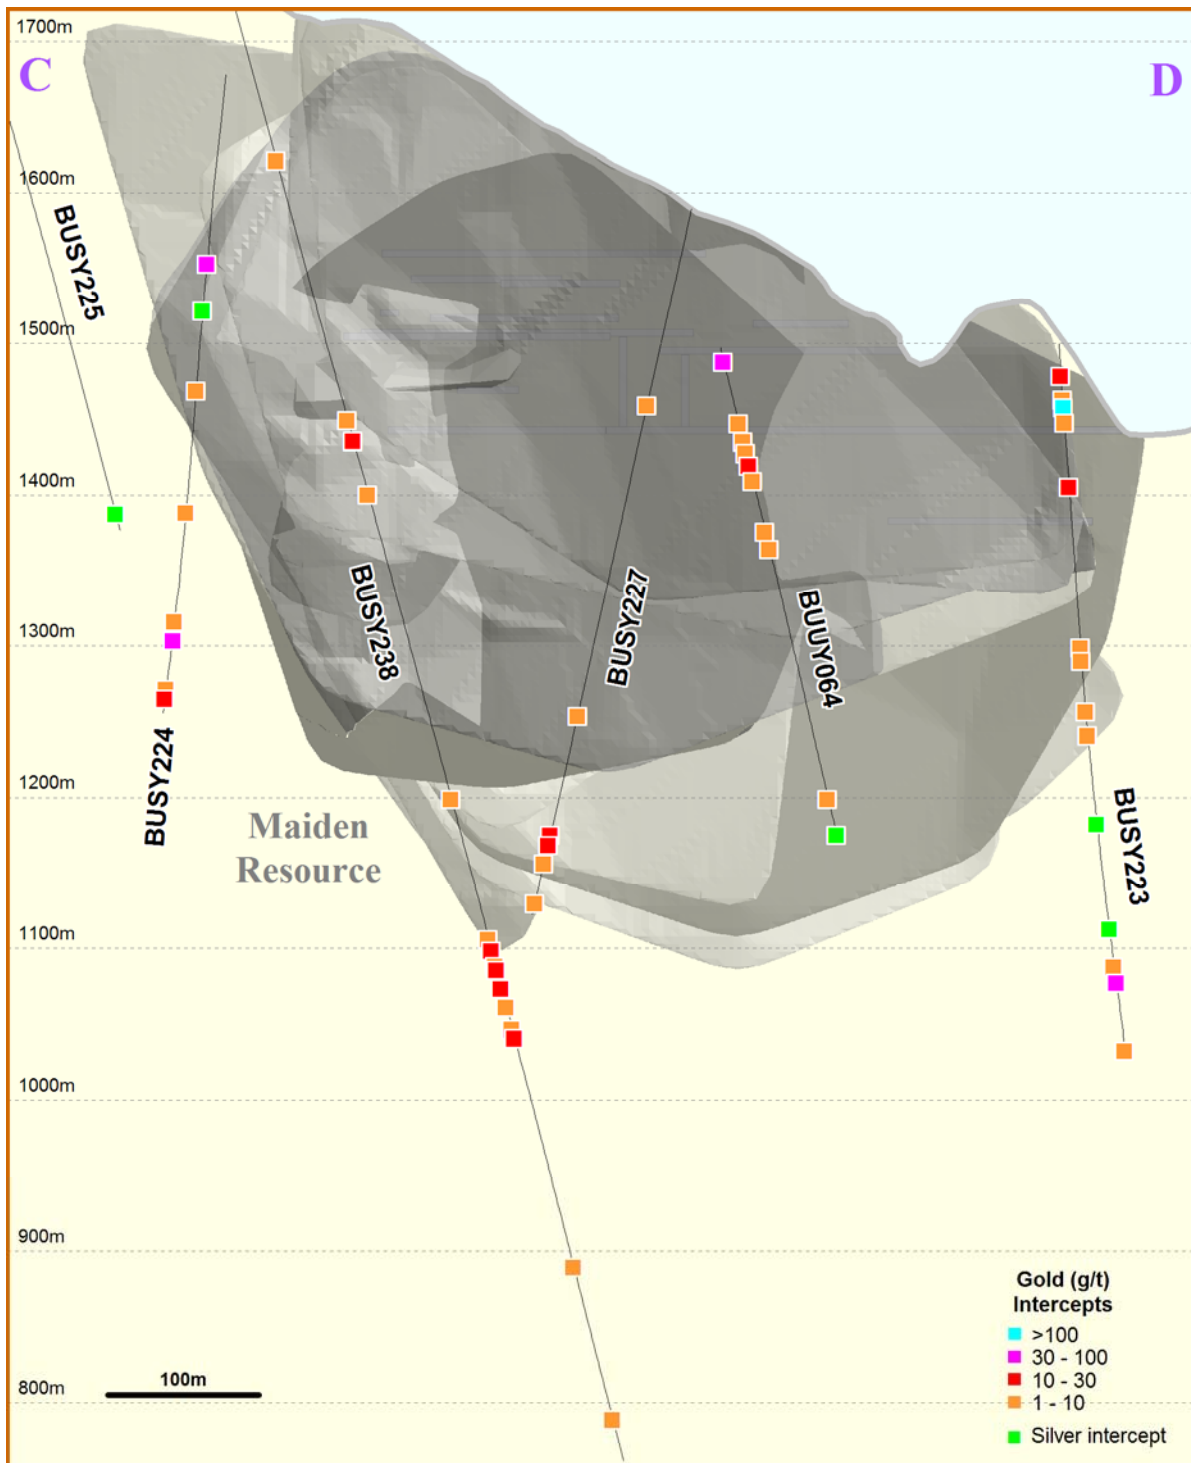 1700m
C
D
1600m
BUSY225
1500m
1400m
BUSY238
BUSY227
BUUY064
1300m
BUSY224
1200m
BUSY223
Maiden
Resource
1100m
1000m
900m
Gold (g/t)
Intercepts
>100
30 - 100
10 - 30
1 - 10
Silver intercept
100m
800m